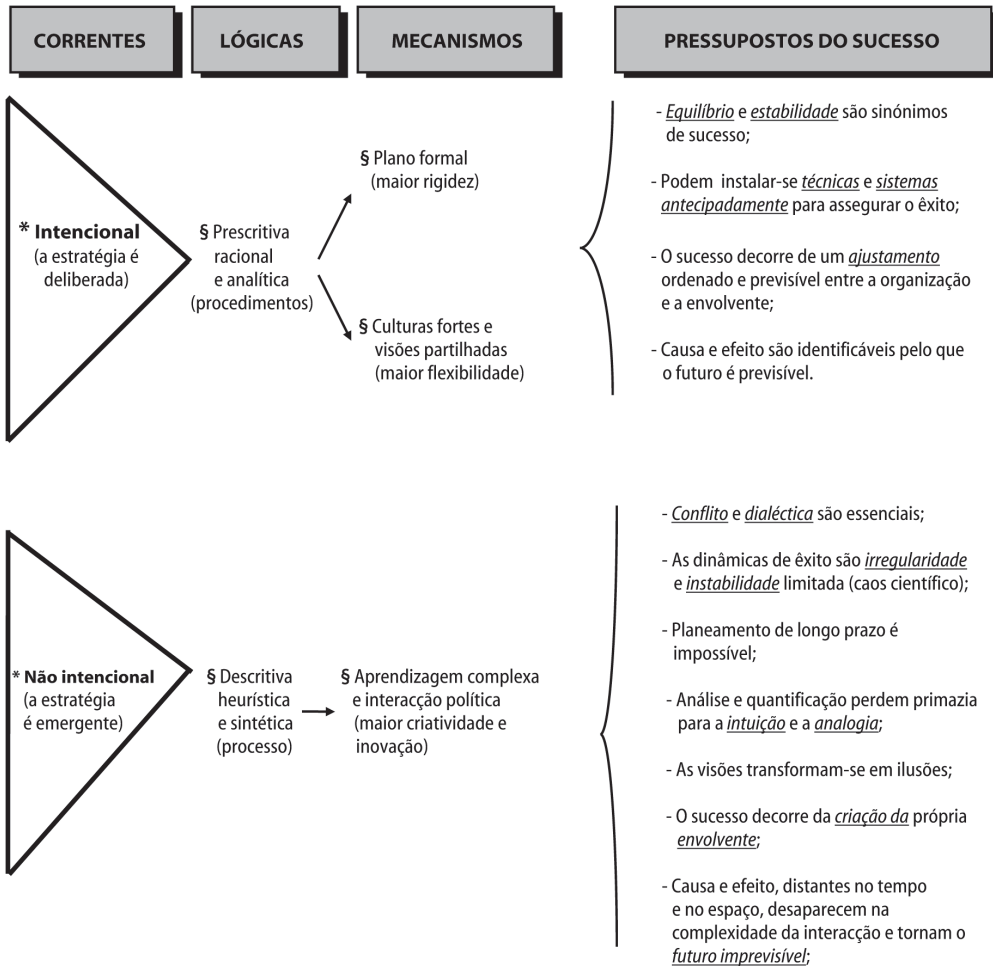 CORRENTES
LÓGICAS
MECANISMOS
PRESSUPOSTOS DO SUCESSO
* Intencional
(a estratégia é
deliberada)
§ Prescritiva
racional
e analítica
(procedimentos)
§ Plano formal
(maior rigidez)
§ Culturas fortes e
visões partilhadas
(maior flexibilidade)
- Equilíbrio e estabilidade são sinónimos
de sucesso;
- Podem instalar-se técnicas e sistemas
antecipadamente para assegurar o êxito;
- O sucesso decorre de um ajustamento
ordenado e previsível entre a organização
e a envolvente;
- Causa e efeito são identificáveis pelo que
o futuro é previsível.
* Não intencional
(a estratégia
é emergente)
§ Descritiva
heurística
e sintética
(processo)
§ Aprendizagem complexa
e interacção política
(maior criatividade e
inovação)
- Conflito e dialéctica são essenciais;
- As dinâmicas de êxito são irregularidade
e instabilidade limitada (caos científico);
- Planeamento de longo prazo é
impossível;
- Análise e quantificação perdem primazia
para a intuição e a analogia;
- As visões transformam-se em ilusões;
- O sucesso decorre da criação da própria
envolvente;
- Causa e efeito, distantes no tempo
e no espaço, desaparecem na
complexidade da interacção e tornam o
futuro imprevisível;